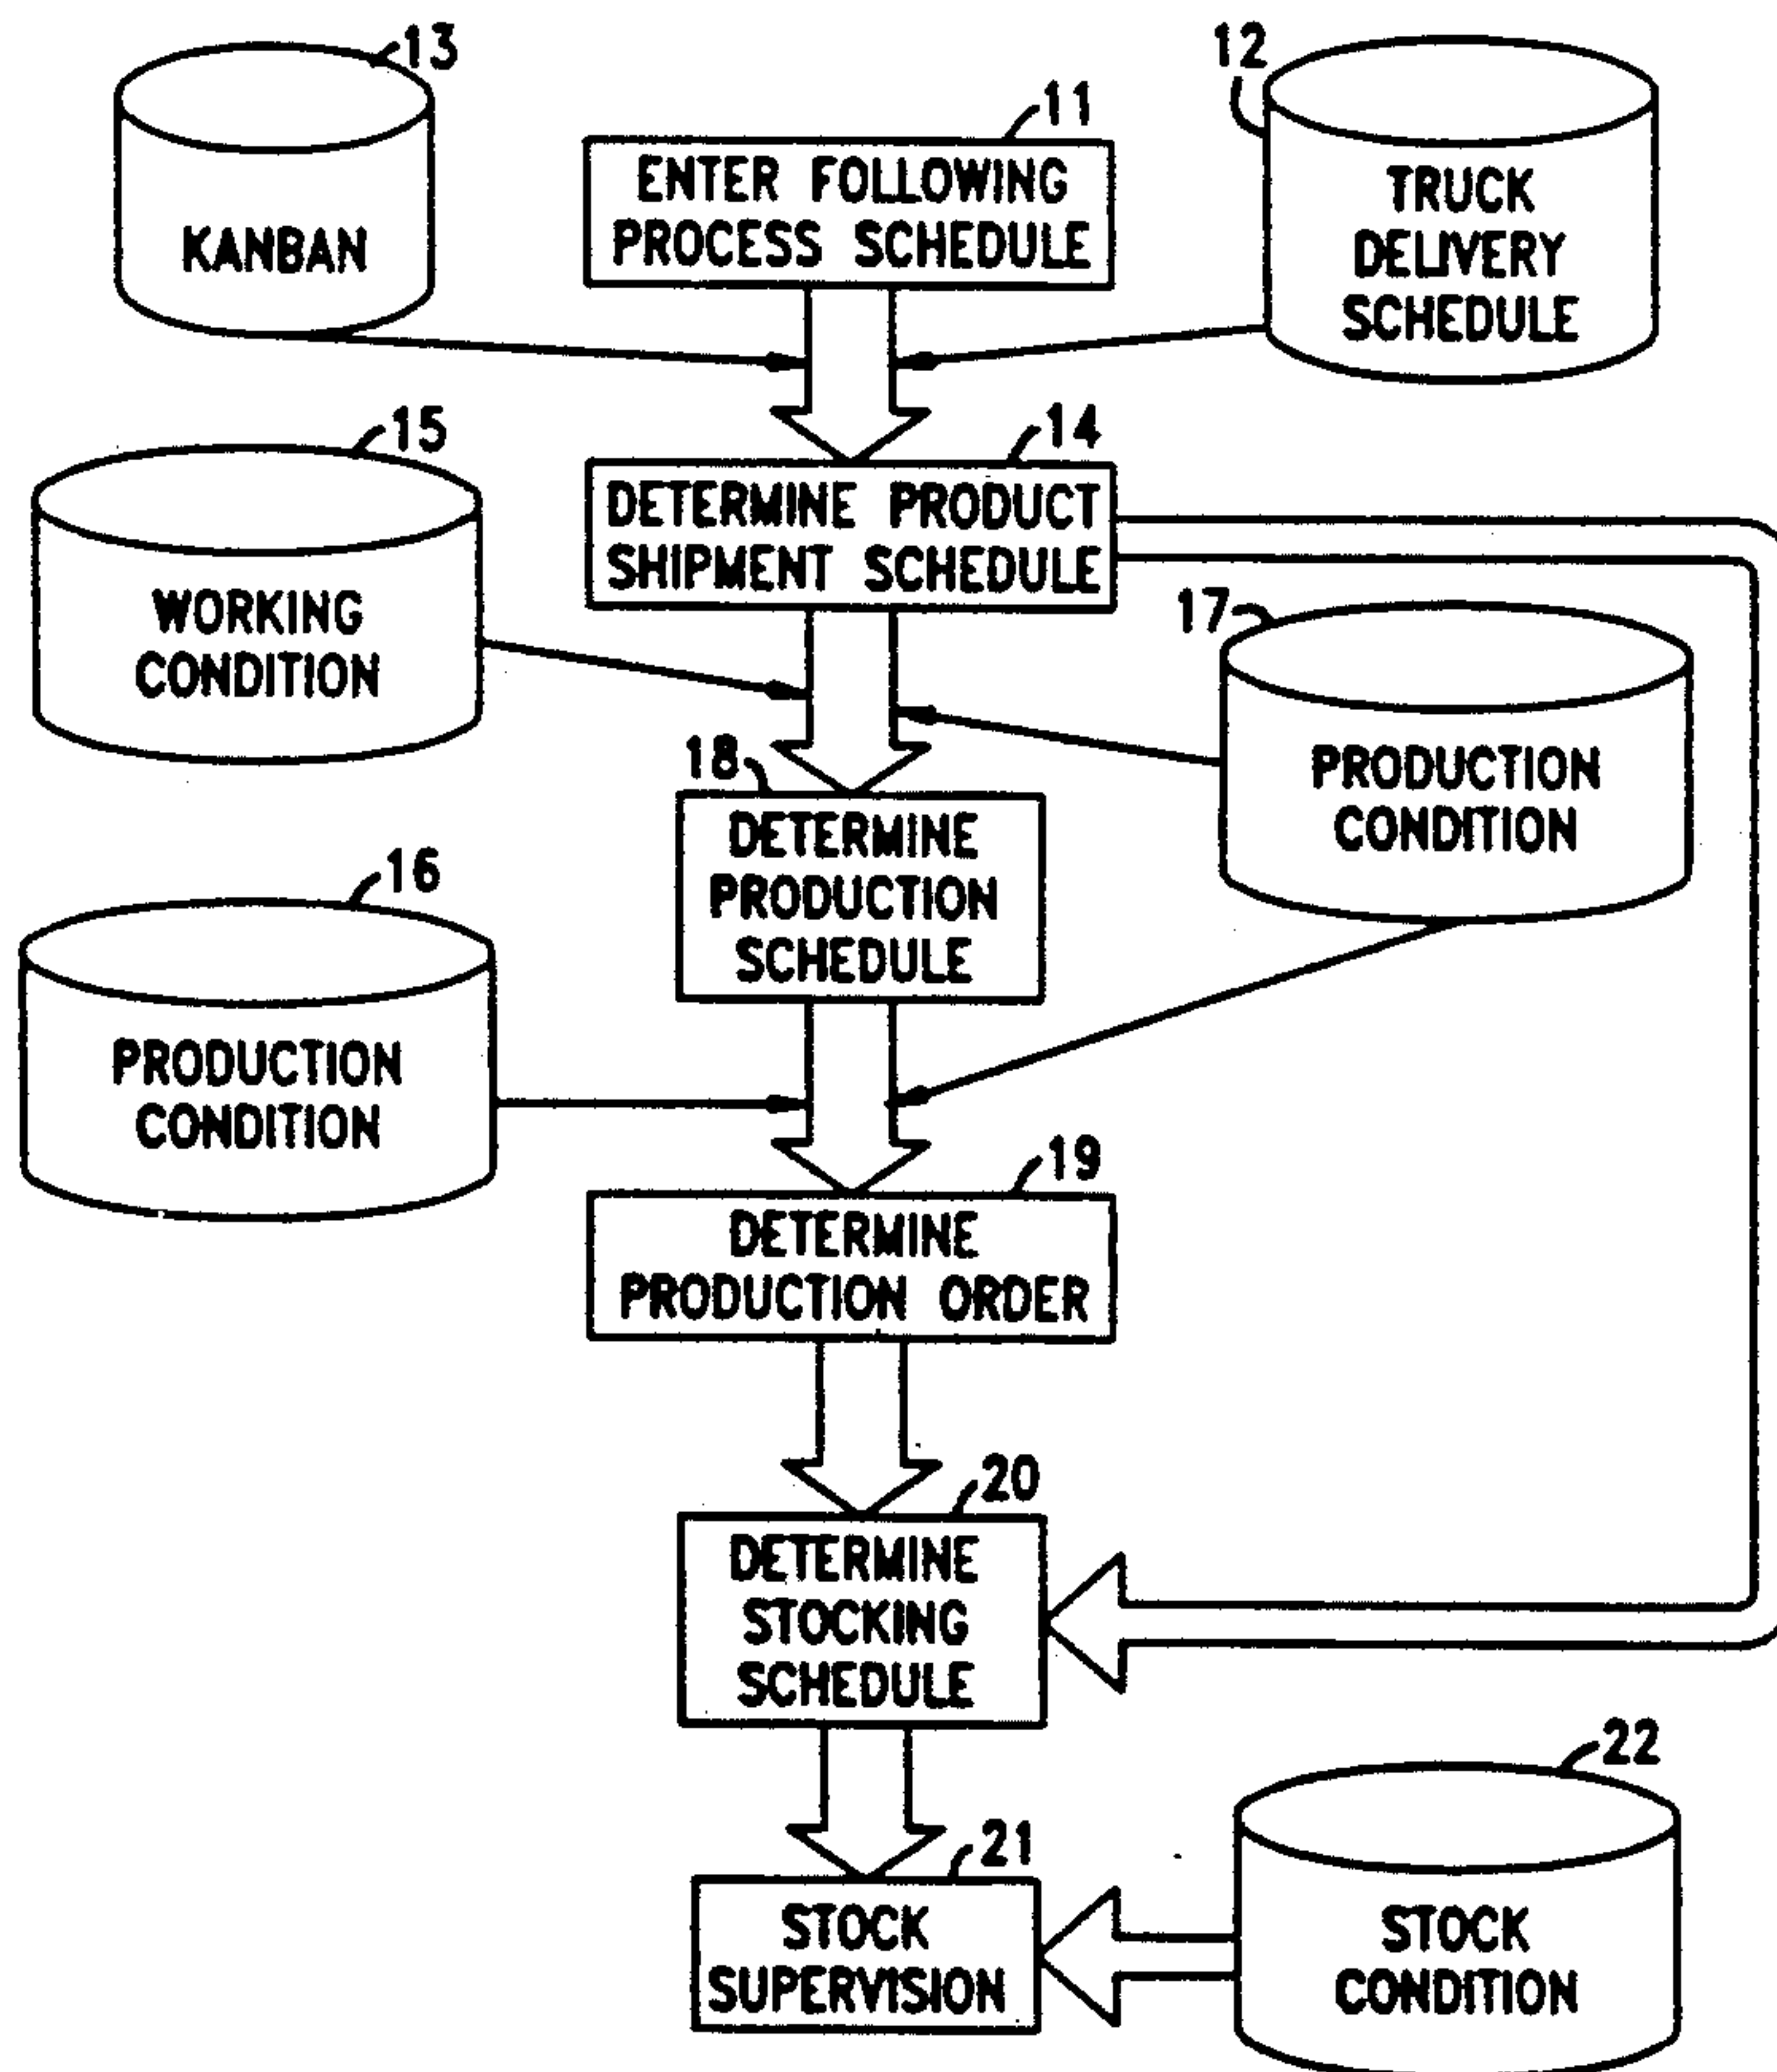 13
KANBAN
11
ENTER FOLLOWING
PROCESS SCHEDULE
12
TRUCK
DELIVERY
SCHEDULE
15
WORKING
CONDITION
14
DETERMINE PRODUCT
SHIPMENT SCHEDULE
17
PRODUCTION
CONDITION
18
DETERMINE
PRODUCTION
SCHEDULE
16
PRODUCTION
CONDITION
19
DETERMINE
PRODUCTION ORDER
20
DETERMINE
STOCKING
SCHEDULE
21
STOCK
SUPERVISION
22
STOCK
CONDITION